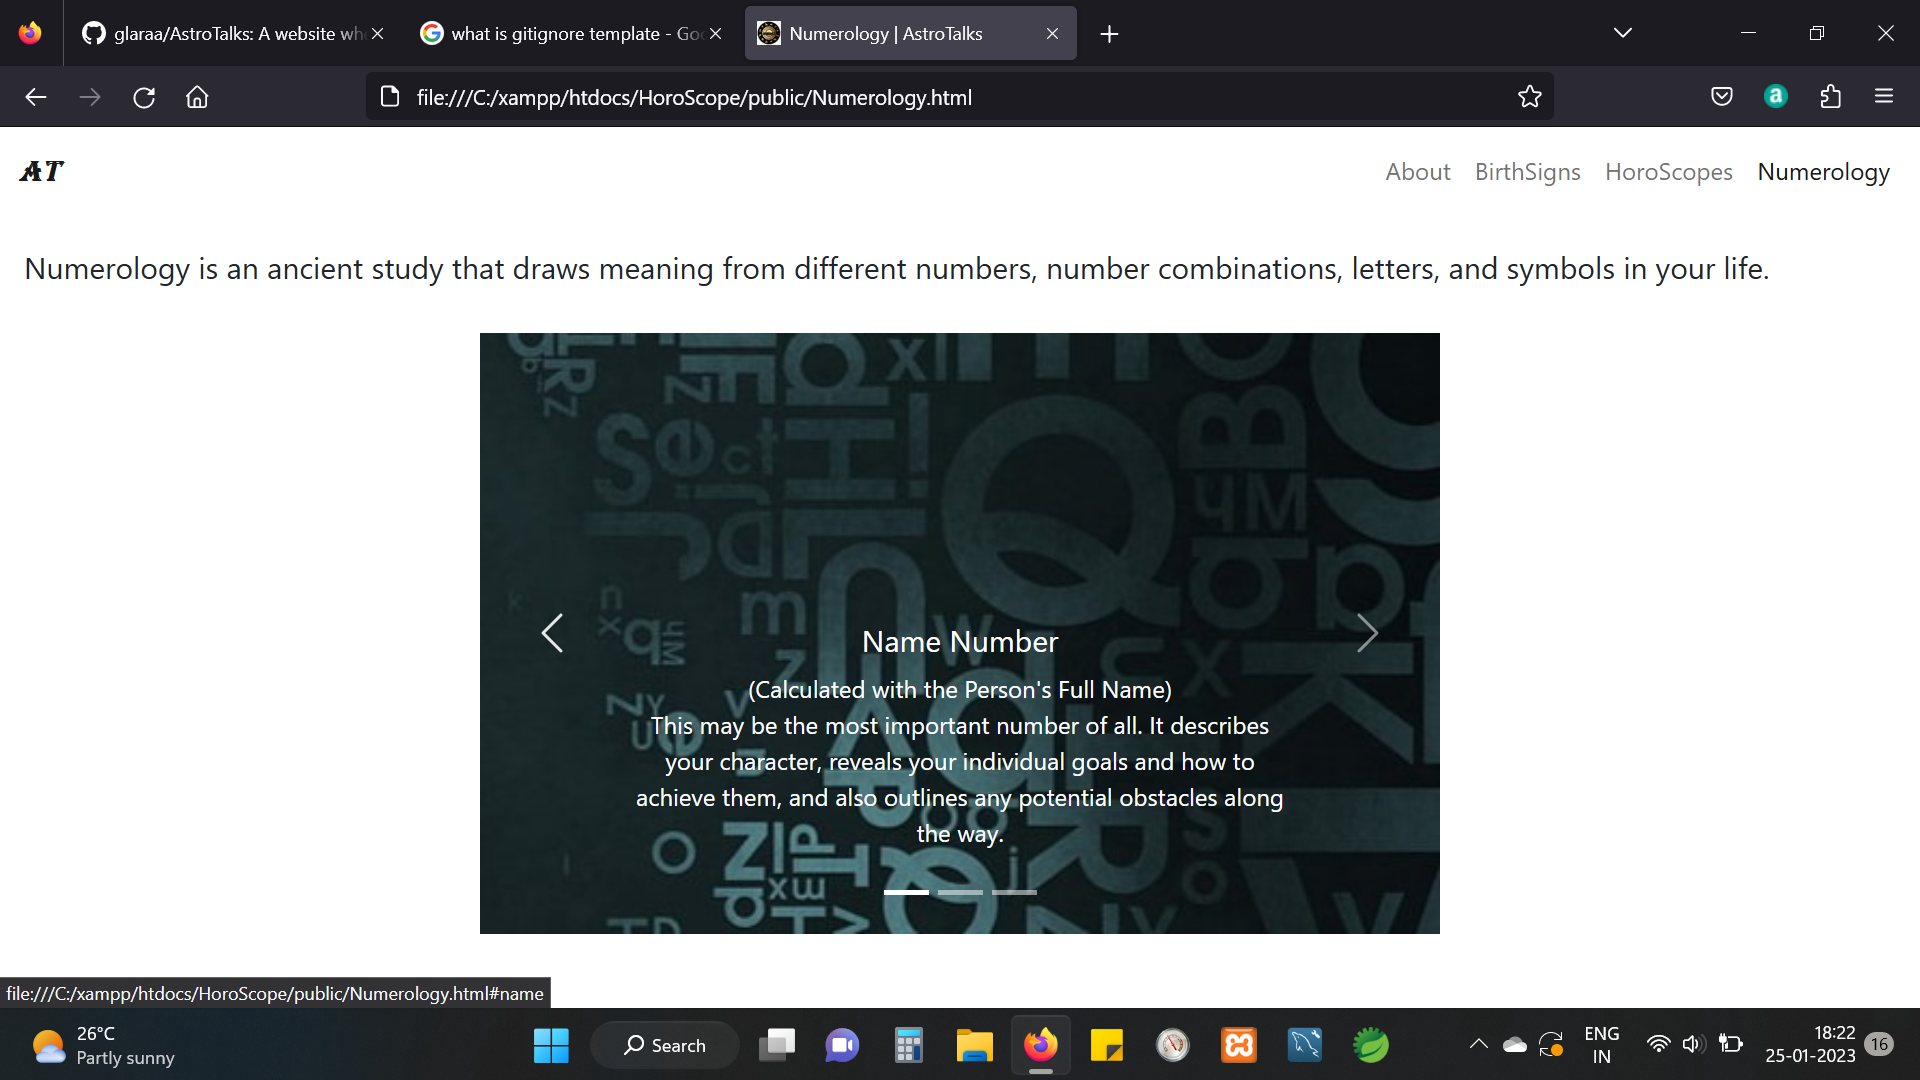 glaraa/AstroTalks: A website wh
what is gitignore template - Go
Numerology | AstroTalks
file:///C:/xampp/htdocs/HoroScope/public/Numerology.html
AT
About BirthSigns HoroScopes Numerology
Numerology is an ancient study that draws meaning from different numbers, number combinations, letters, and symbols in your life.
Name Number
(Calculated with the Person's Full Name)
This may be the most important number of all. It describes
your character, reveals your individual goals and how to
achieve them, and also outlines any potential obstacles along
the way.
file:///C:/xampp/htdocs/HoroScope/public/Numerology.html#name
26°C
Partly sunny
Search
ENG
IN
18:22
25-01-2023
16